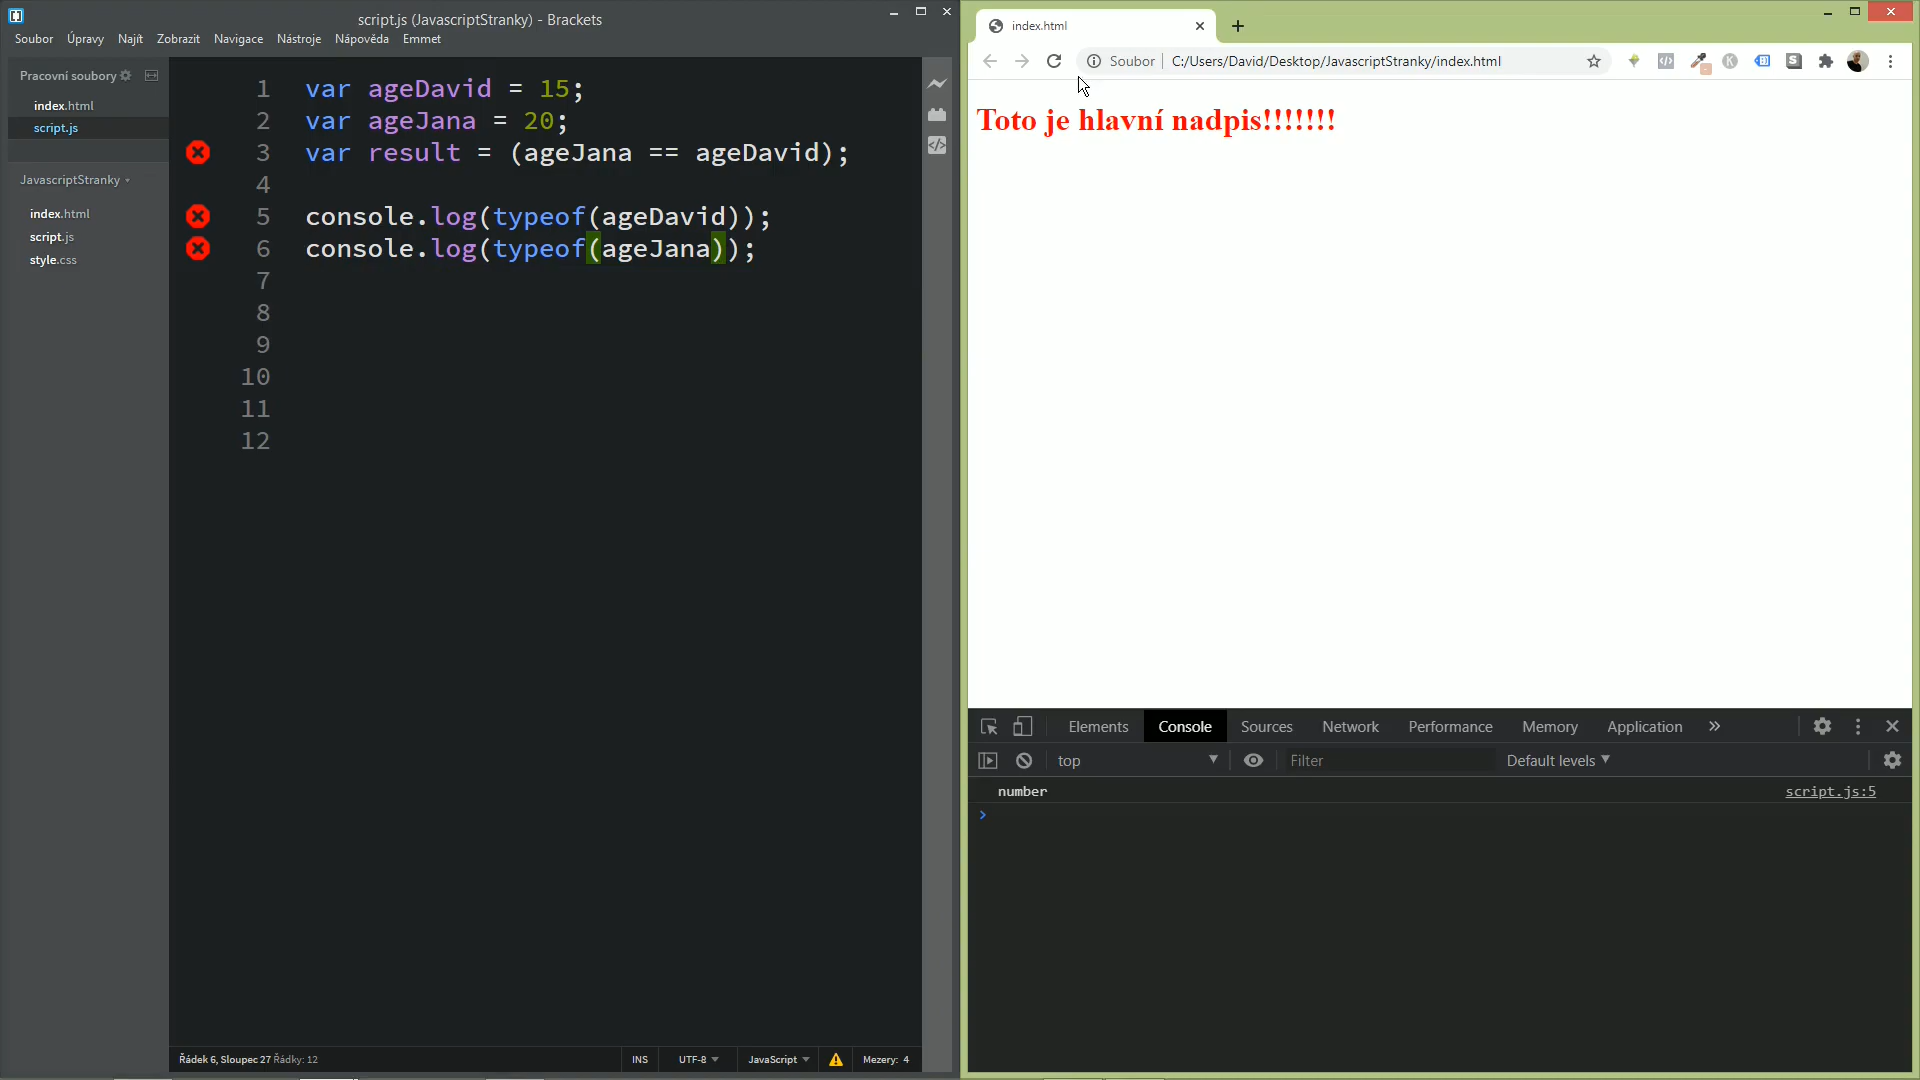 script.js (JavascriptStranky) - Brackets
Soubor Úpravy Najít Zobrazit Navigace Nástroje Nápověda Emmet
Pracovní soubory
index.html
script.js
JavascriptStranky
index.html
script.js
style.css
1 var ageDavid = 15;
2 var ageJana = 20;
3 var result = (ageJana == ageDavid);
4
5 console.log(typeof(ageDavid));
6 console.log(typeof(ageJana));
7
8
9
10
11
12
Řádek 6, Sloupec 27 Řádky: 12
INS UTF-8 JavaScript Mezery: 4
index.html
Soubor C:/Users/David/Desktop/JavascriptStranky/index.html
Toto je hlavní nadpis!!!!!!!
Elements Console Sources Network Performance Memory Application
top Filter Default levels
number script.js:5